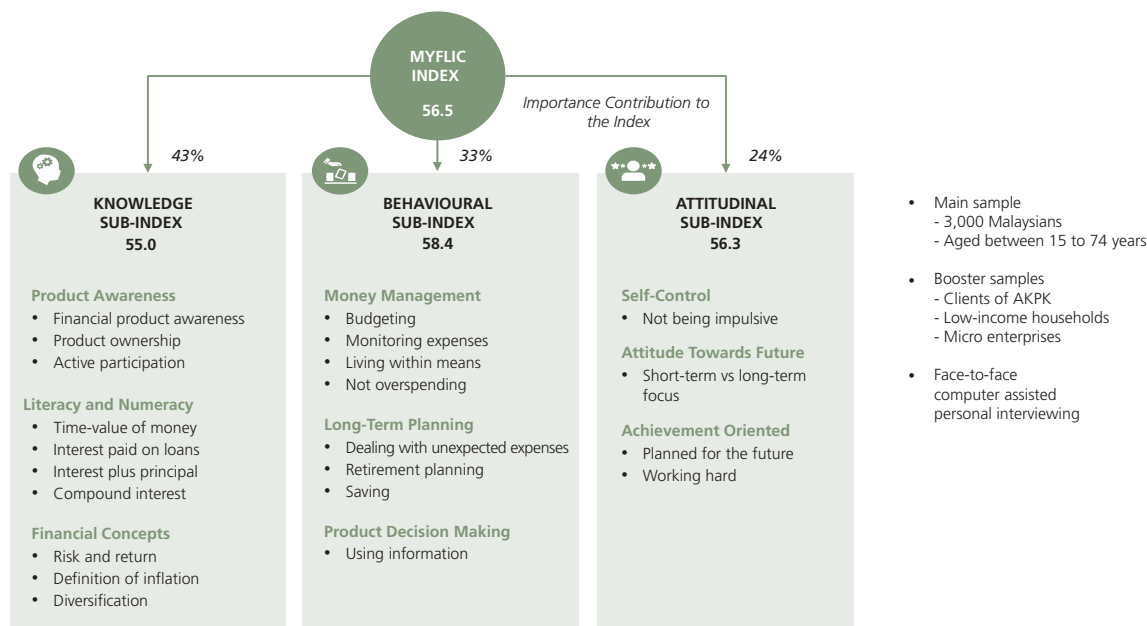 MYFLIC
INDEX
56.5
Importance Contribution to
the Index
43%
33%
24%
KNOWLEDGE
SUB-INDEX
55.0
Product Awareness
• Financial product awareness
• Product ownership
• Active participation
Literacy and Numeracy
• Time-value of money
• Interest paid on loans
• Interest plus principal
• Compound interest
Financial Concepts
• Risk and return
• Definition of inflation
• Diversification
BEHAVIOURAL
SUB-INDEX
58.4
Money Management
• Budgeting
• Monitoring expenses
• Living within means
• Not overspending
Long-Term Planning
• Dealing with unexpected expenses
• Retirement planning
• Saving
Product Decision Making
• Using information
ATTITUDINAL
SUB-INDEX
56.3
Self-Control
• Not being impulsive
Attitude Towards Future
• Short-term vs long-term
focus
Achievement Oriented
• Planned for the future
• Working hard
• Main sample
- 3,000 Malaysians
- Aged between 15 to 74 years
• Booster samples
- Clients of AKPK
- Low-income households
- Micro enterprises
• Face-to-face
computer assisted
personal interviewing